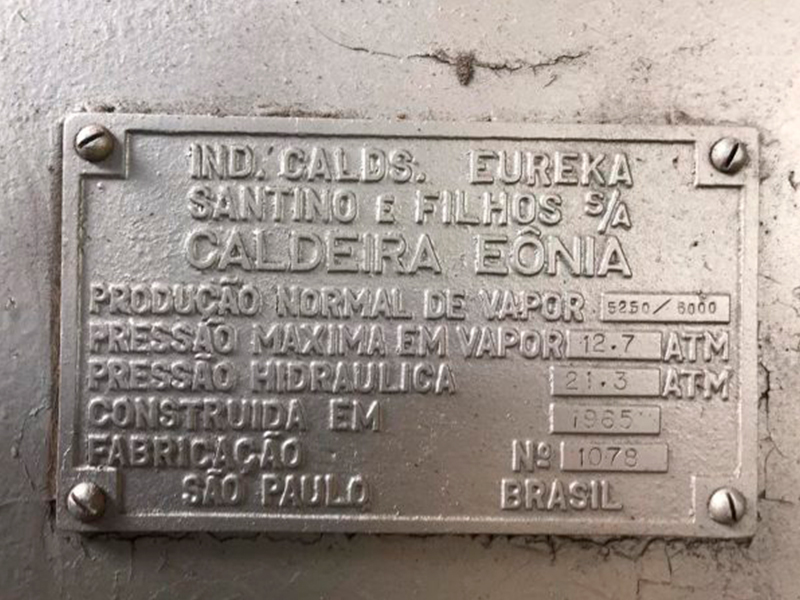 IND. CALDS. EUREKA
SANTINO E FILHOS S/A
CALDEIRA EÔNIA
PRODUÇÃO NORMAL DE VAPOR 5250/6000
PRESSÃO MAXIMA EM VAPOR 12.7 ATM
PRESSÃO HIDRAULICA 21.3 ATM
CONSTRUIDA EM 1965
FABRICAÇÃO Nº 1078
SÃO PAULO BRASIL